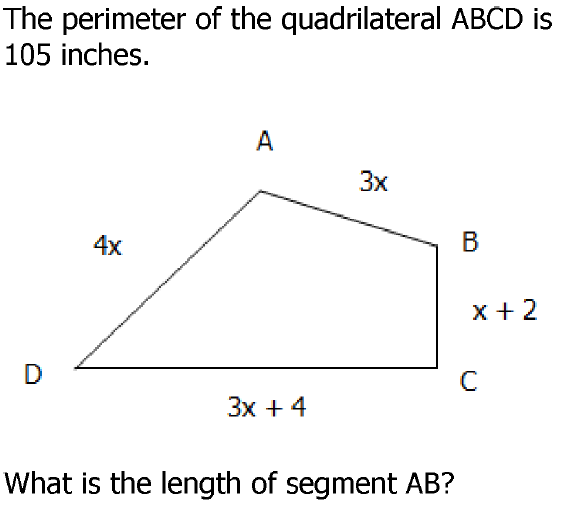 The perimeter of the quadrilateral ABCD is
105 inches.
A
3x
4x
B
x + 2
D
C
3x + 4
What is the length of segment AB?